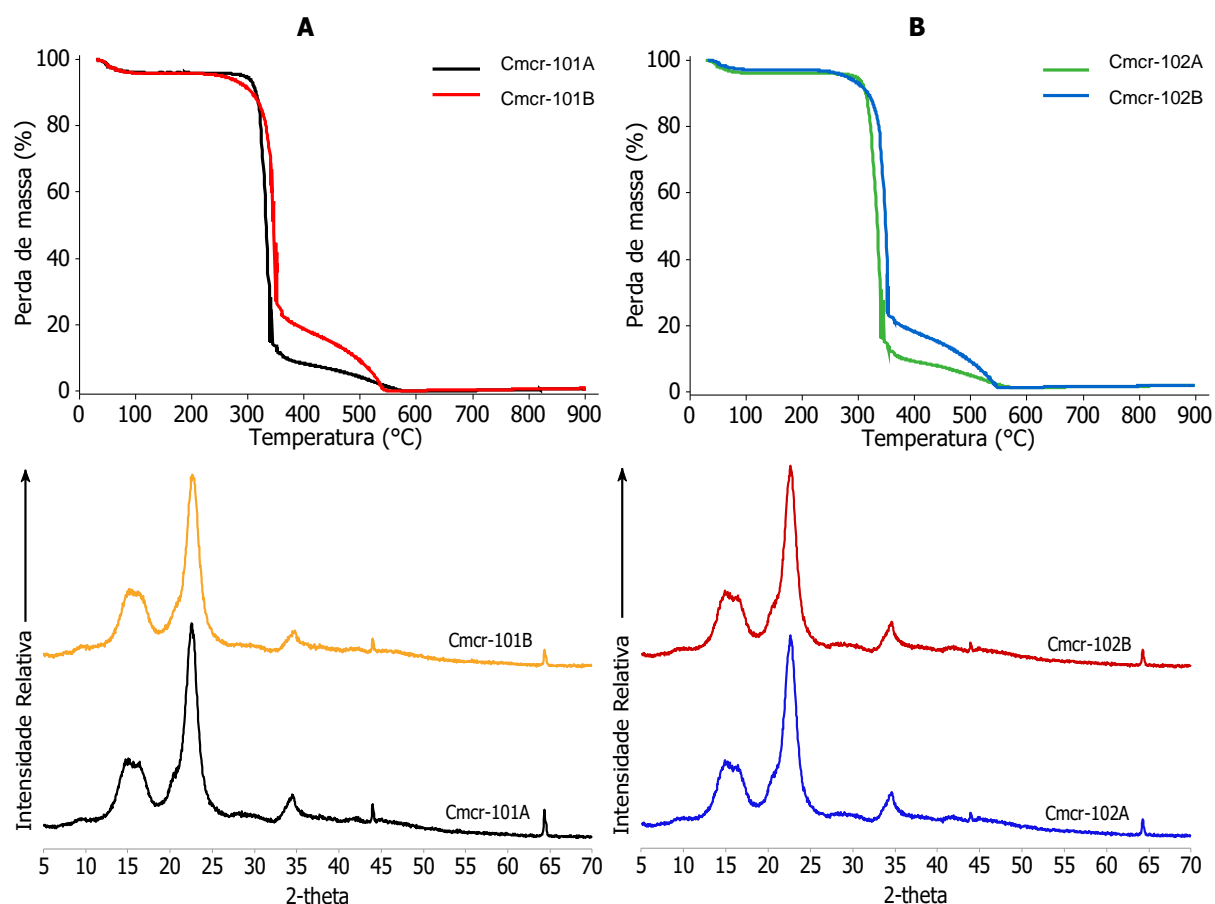 A
Perda de massa (%)
100
80
60
40
20
0
Cmcr-101A
Cmcr-101B
0 100 200 300 400 500 600 700 800 900
Temperatura (°C)
B
Perda de massa (%)
100
80
60
40
20
0
Cmcr-102A
Cmcr-102B
0 100 200 300 400 500 600 700 800 900
Temperatura (°C)
Intensidade Relativa
Cmcr-101B
Cmcr-101A
5 10 15 20 25 30 35 40 45 50 55 60 65 70
2-theta
Intensidade Relativa
Cmcr-102B
Cmcr-102A
5 10 15 20 25 30 35 40 45 50 55 60 65 70
2-theta